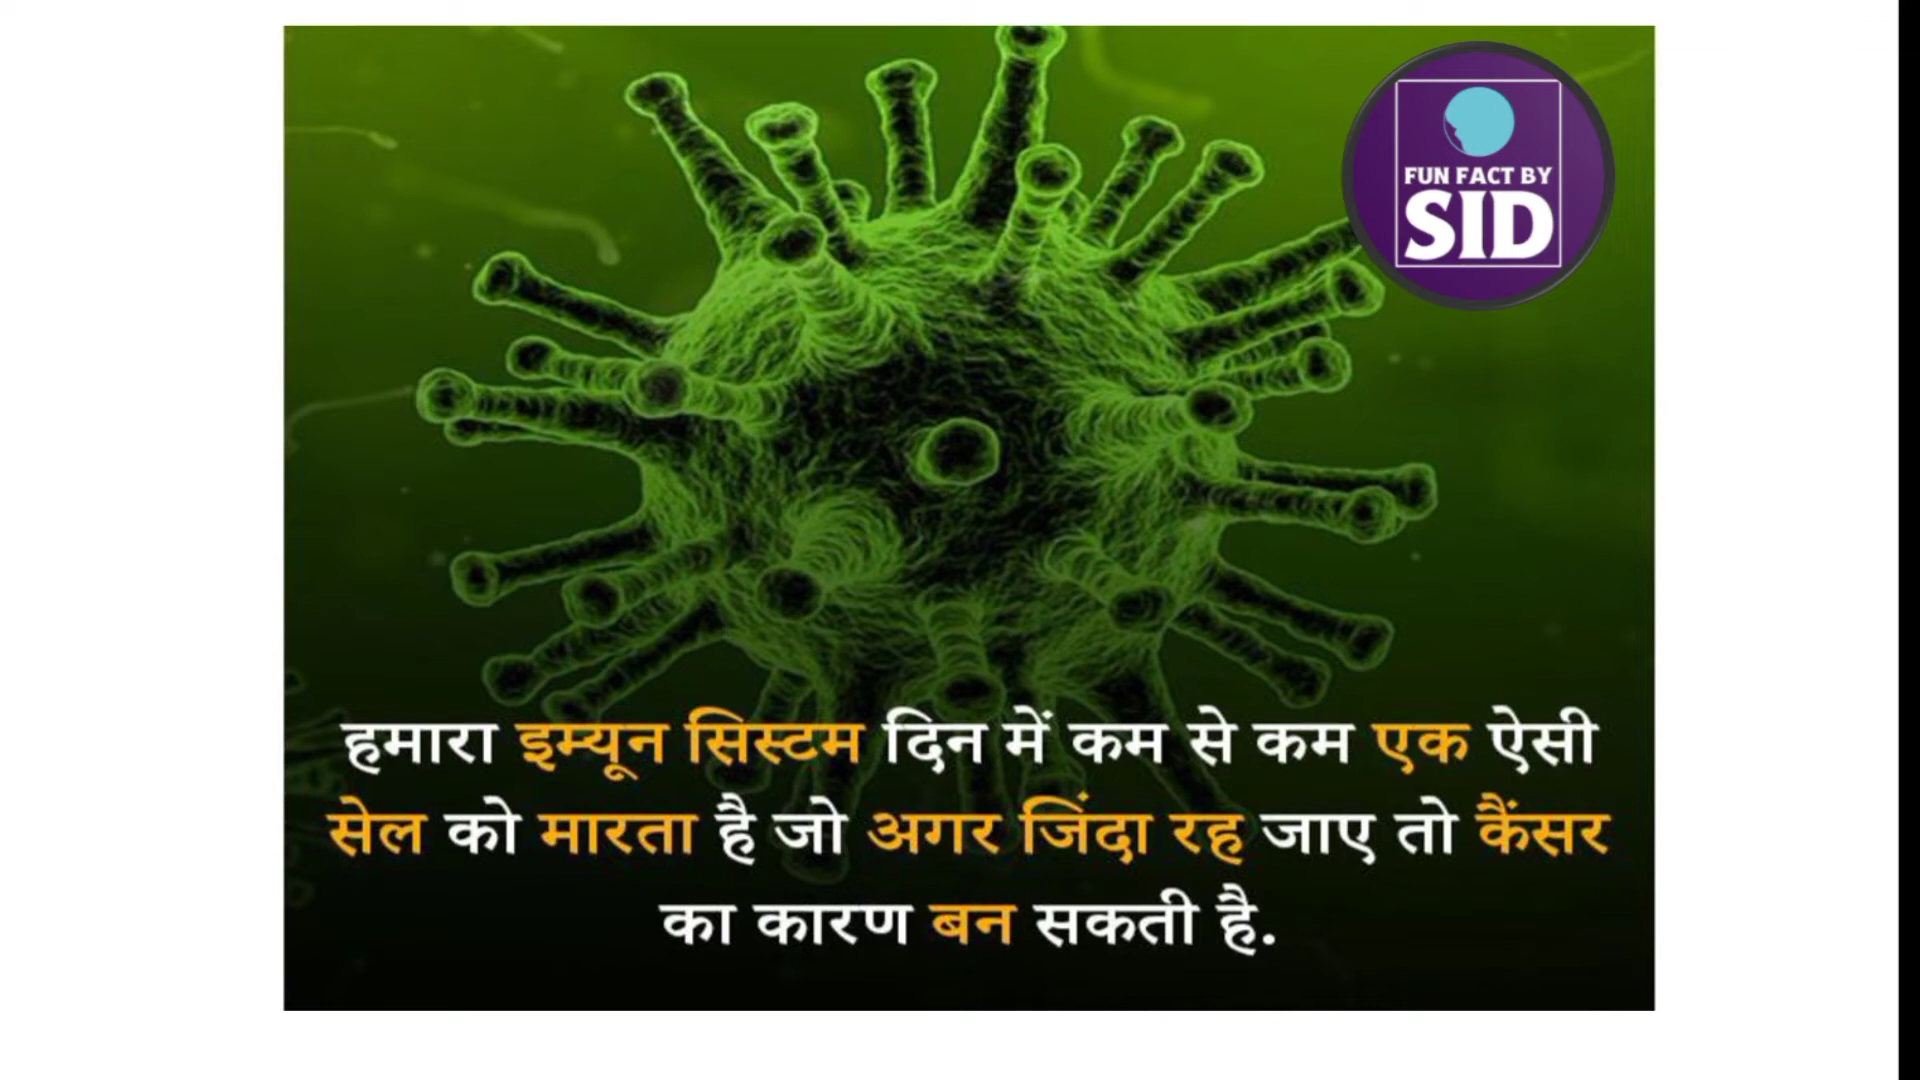 FUN FACT BY
SID
हमारा इम्यून सिस्टम दिन में कम से कम एक ऐसी
सेल को मारता है जो अगर जिंदा रह जाए तो कैंसर
का कारण बन सकती है.